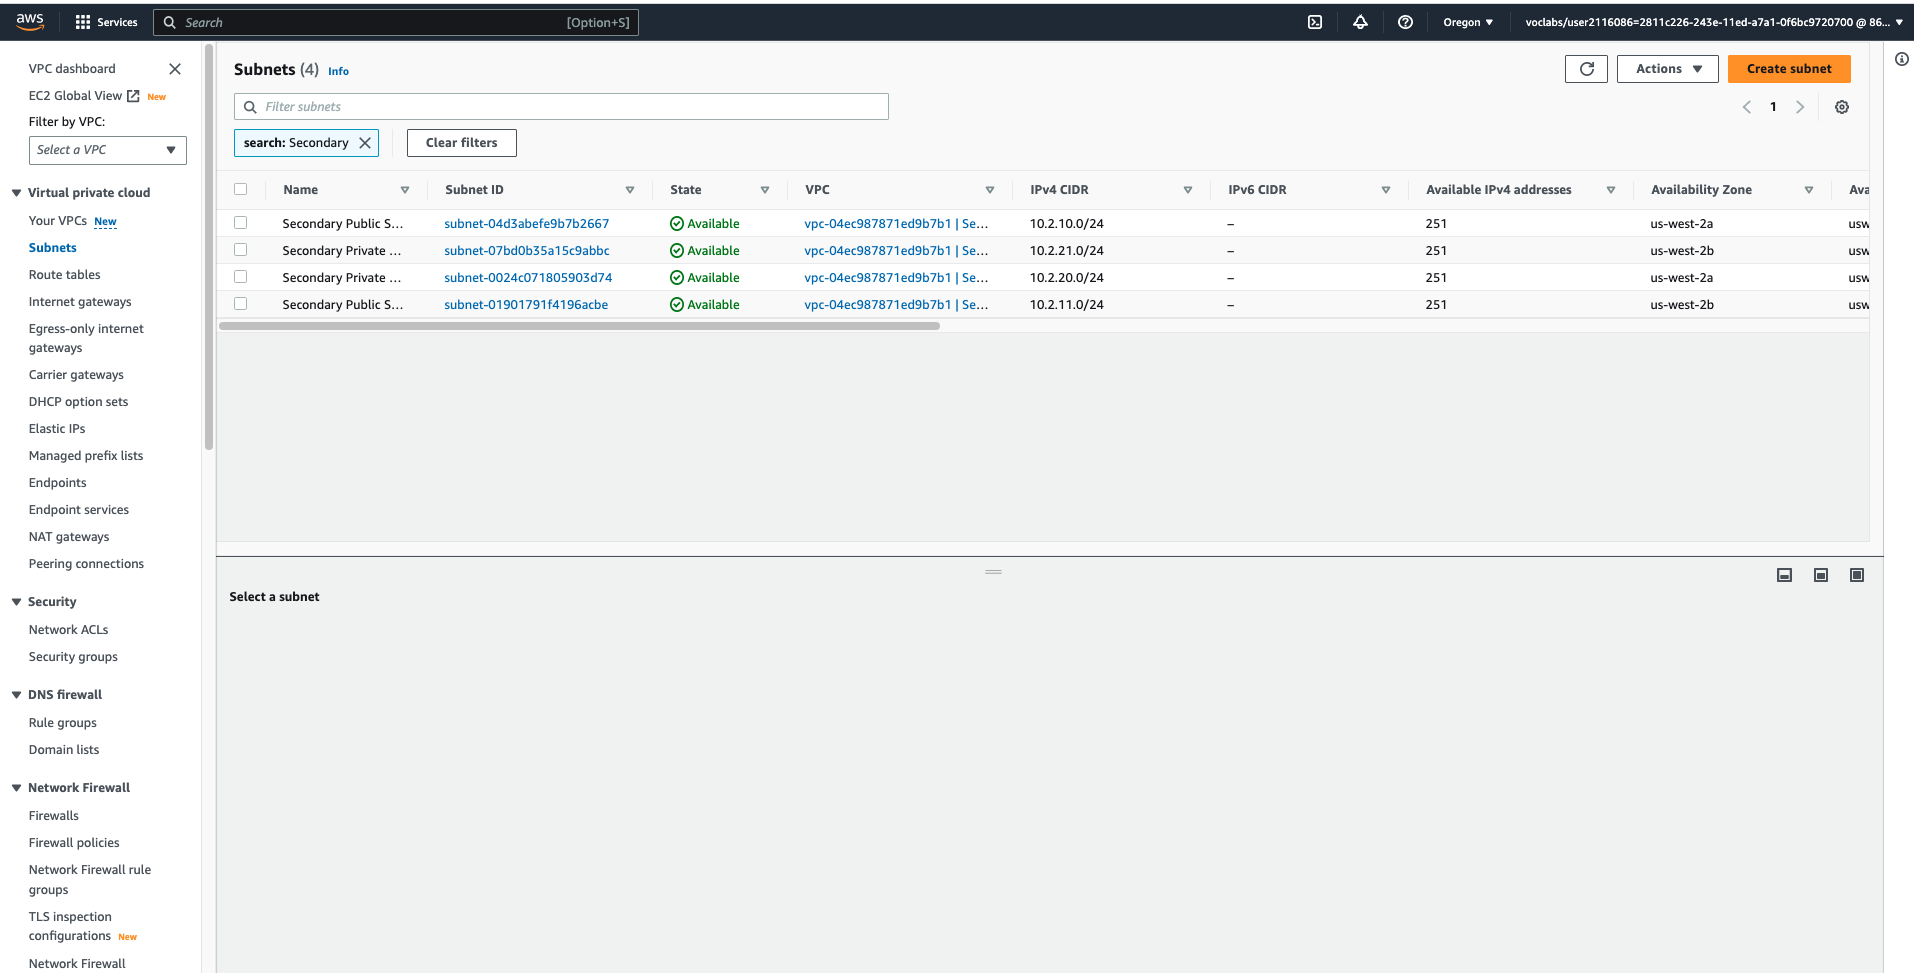 aws Services Search [Option+S] Oregon voclabs/user2116086=2811c226-243e-11ed-a7a1-0f6bc9720700 @ 86...
VPC dashboard
EC2 Global View New
Filter by VPC:
Select a VPC
Virtual private cloud
Your VPCs New
Subnets
Route tables
Internet gateways
Egress-only internet
gateways
Carrier gateways
DHCP option sets
Elastic IPs
Managed prefix lists
Endpoints
Endpoint services
NAT gateways
Peering connections
Security
Network ACLs
Security groups
DNS firewall
Rule groups
Domain lists
Network Firewall
Firewalls
Firewall policies
Network Firewall rule
groups
TLS inspection
configurations New
Network Firewall
Subnets (4) Info
Actions Create subnet
Filter subnets
1
search: Secondary Clear filters
Name Subnet ID State VPC IPv4 CIDR IPv6 CIDR Available IPv4 addresses Availability Zone Ava
Secondary Public S... subnet-04d3abefe9b7b2667 Available vpc-04ec987871ed9b7b1 | Se... 10.2.10.0/24 – 251 us-west-2a usw
Secondary Private ... subnet-07bd0b35a15c9abbc Available vpc-04ec987871ed9b7b1 | Se... 10.2.21.0/24 – 251 us-west-2b usw
Secondary Private ... subnet-0024c071805903d74 Available vpc-04ec987871ed9b7b1 | Se... 10.2.20.0/24 – 251 us-west-2a usw
Secondary Public S... subnet-01901791f4196acbe Available vpc-04ec987871ed9b7b1 | Se... 10.2.11.0/24 – 251 us-west-2b usw
Select a subnet